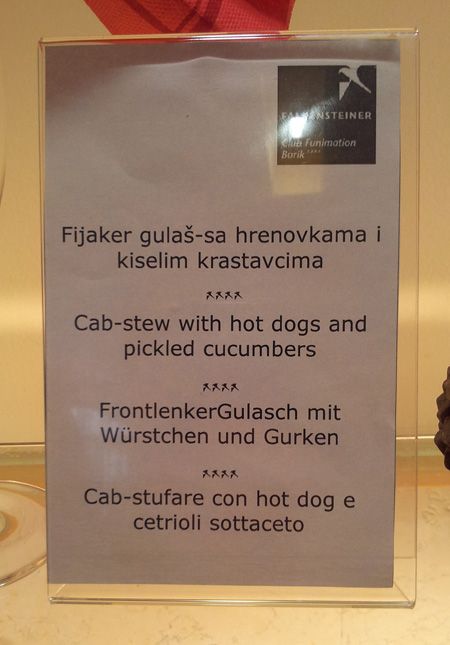 FALKENSTEINER
Club Funimation
Borik
Fijaker gulaš-sa hrenovkama i
kiselim krastavcima
Cab-stew with hot dogs and
pickled cucumbers
FrontlenkerGulasch mit
Würstchen und Gurken
Cab-stufare con hot dog e
cetrioli sottaceto